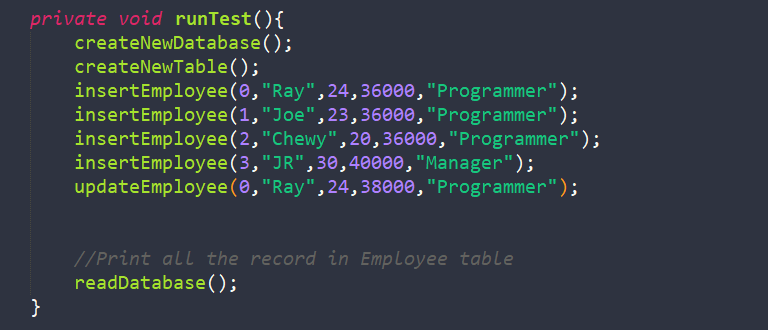 private void runTest(){
createNewDatabase();
createNewTable();
insertEmployee(0,"Ray",24,36000,"Programmer");
insertEmployee(1,"Joe",23,36000,"Programmer");
insertEmployee(2,"Chewy",20,36000,"Programmer");
insertEmployee(3,"JR",30,40000,"Manager");
updateEmployee(0,"Ray",24,38000,"Programmer");
//Print all the record in Employee table
readDatabase();
}